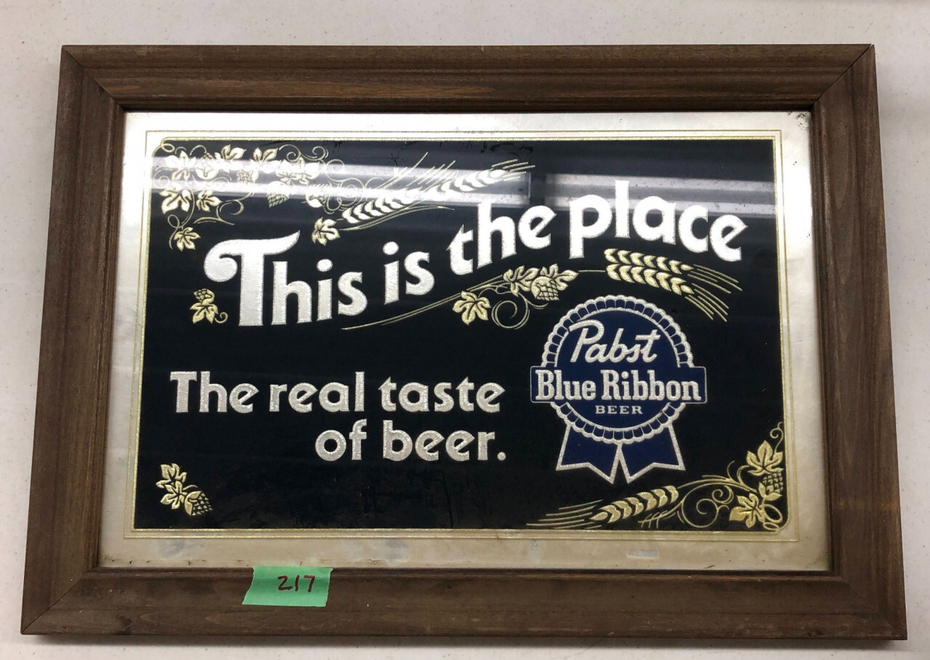 This is the place
The real taste
of beer.
Pabst
Blue Ribbon
BEER
217